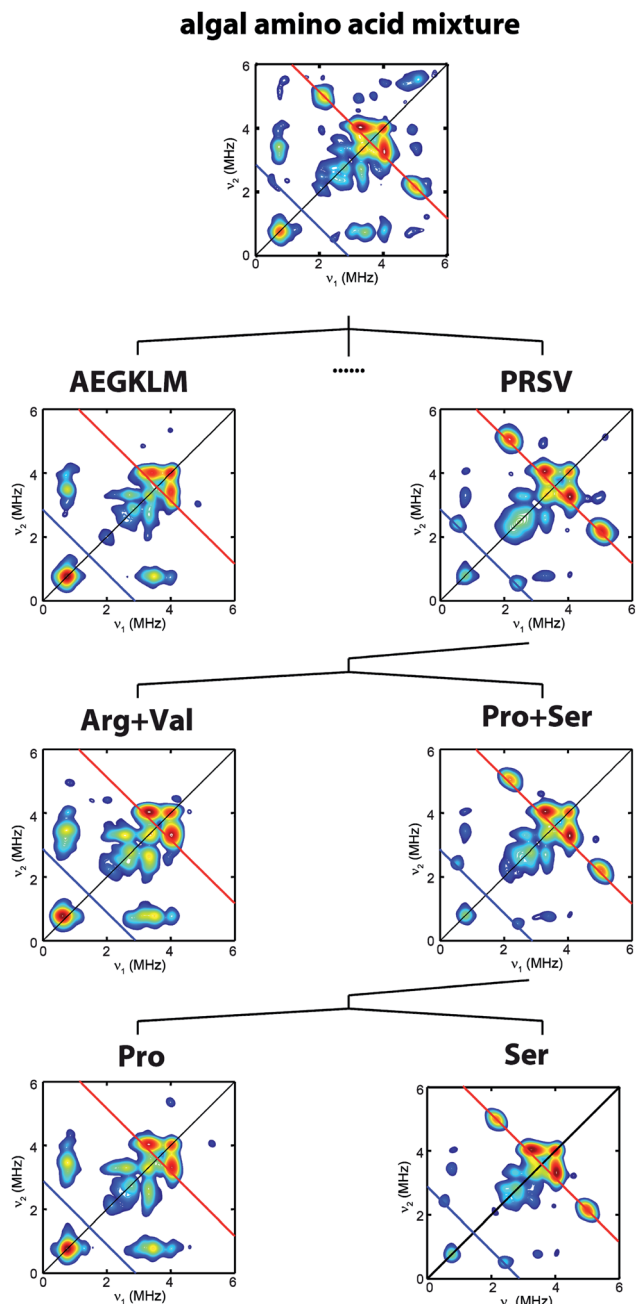 algal amino acid mixture
6
4
2
0
ν₂ (MHz)
0 2 4 6
ν₁ (MHz)
AEGKLM
......
PRSV
6
4
2
0
ν₂ (MHz)
0 2 4 6
ν₁ (MHz)
6
4
2
0
ν₂ (MHz)
0 2 4 6
ν₁ (MHz)
Arg+Val
Pro+Ser
6
4
2
0
ν₂ (MHz)
0 2 4 6
ν₁ (MHz)
6
4
2
0
ν₂ (MHz)
0 2 4 6
ν₁ (MHz)
Pro
Ser
6
4
2
0
ν₂ (MHz)
0 2 4 6
ν₁ (MHz)
6
4
2
0
ν₂ (MHz)
0 2 4 6
ν₁ (MHz)